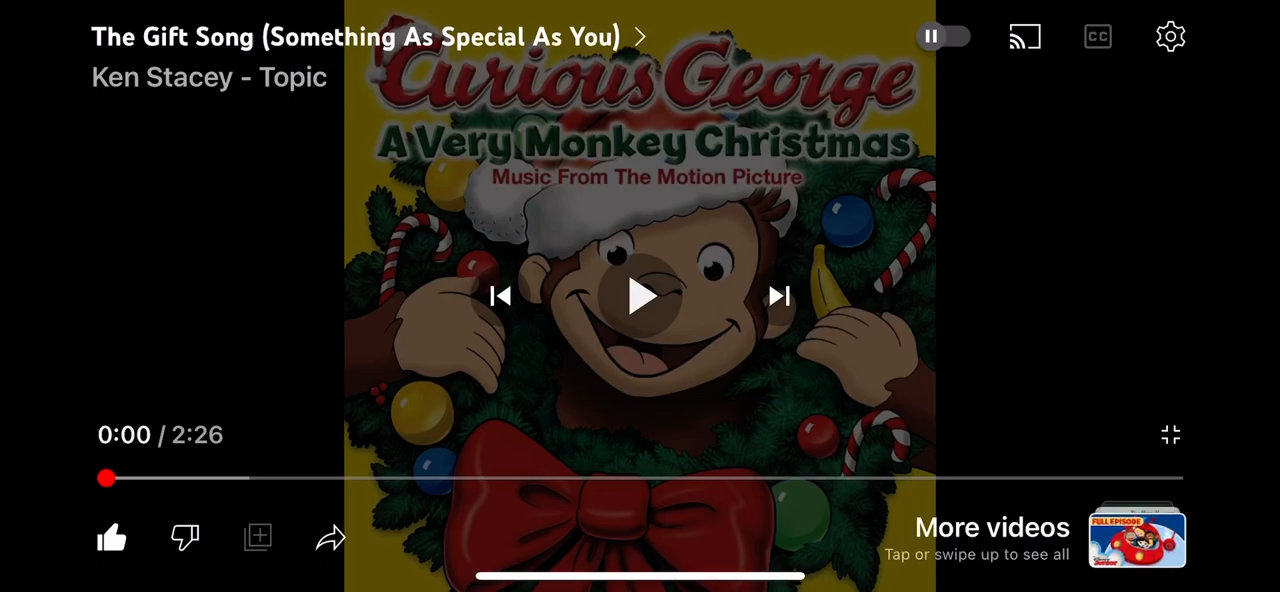 The Gift Song (Something As Special As You)
Ken Stacey - Topic
CC
Curious George
A Very Monkey Christmas
Music From The Motion Picture
0:00 / 2:26
More videos
Tap or swipe up to see all
FULL EPISODE